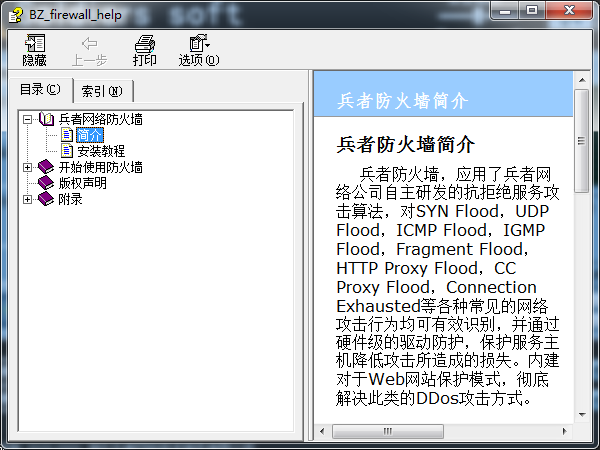 BZ_firewall_help
隐藏 上一步 打印 选项(O)
目录(C) 索引(N)
兵者网络防火墙
简介
安装教程
开始使用防火墙
版权声明
附录
兵者防火墙简介
兵者防火墙简介
兵者防火墙，应用了兵者网
络公司自主研发的抗拒绝服务攻
击算法，对SYN Flood，UDP
Flood，ICMP Flood，IGMP
Flood，Fragment Flood，
HTTP Proxy Flood，CC
Proxy Flood，Connection
Exhausted等各种常见的网络
攻击行为均可有效识别，并通过
硬件级的驱动防护，保护服务主
机降低攻击所造成的损失。内建
对于Web网站保护模式，彻底
解决此类的DDos攻击方式。